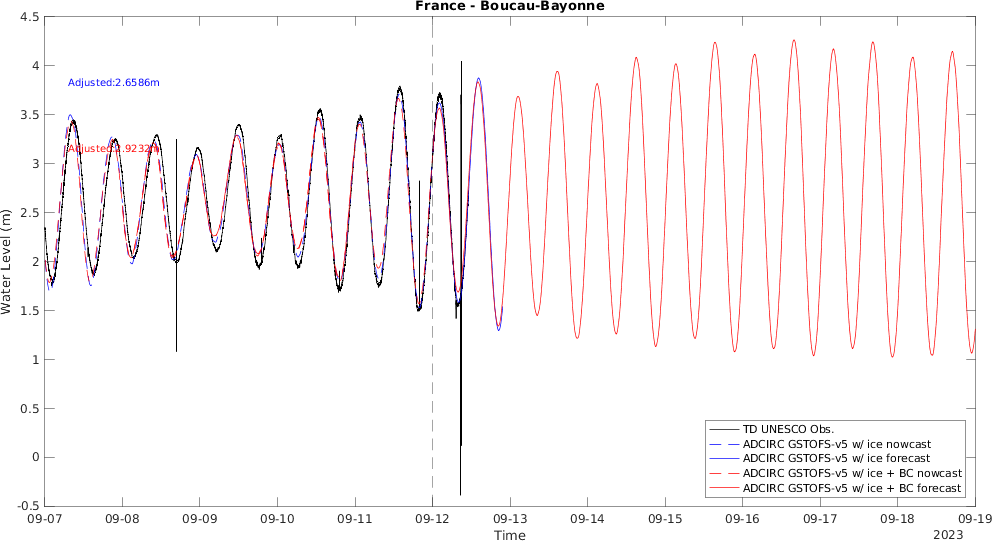 France - Boucau-Bayonne
Adjusted:2.6586m
Adjusted:2.9232m
Water Level (m)
4.5
4
3.5
3
2.5
2
1.5
1
0.5
0
-0.5
TD UNESCO Obs.
ADCIRC GSTOFS-v5 w/ ice nowcast
ADCIRC GSTOFS-v5 w/ ice forecast
ADCIRC GSTOFS-v5 w/ ice + BC nowcast
ADCIRC GSTOFS-v5 w/ ice + BC forecast
09-07 09-08 09-09 09-10 09-11 09-12 09-13 09-14 09-15 09-16 09-17 09-18 09-19
Time
2023